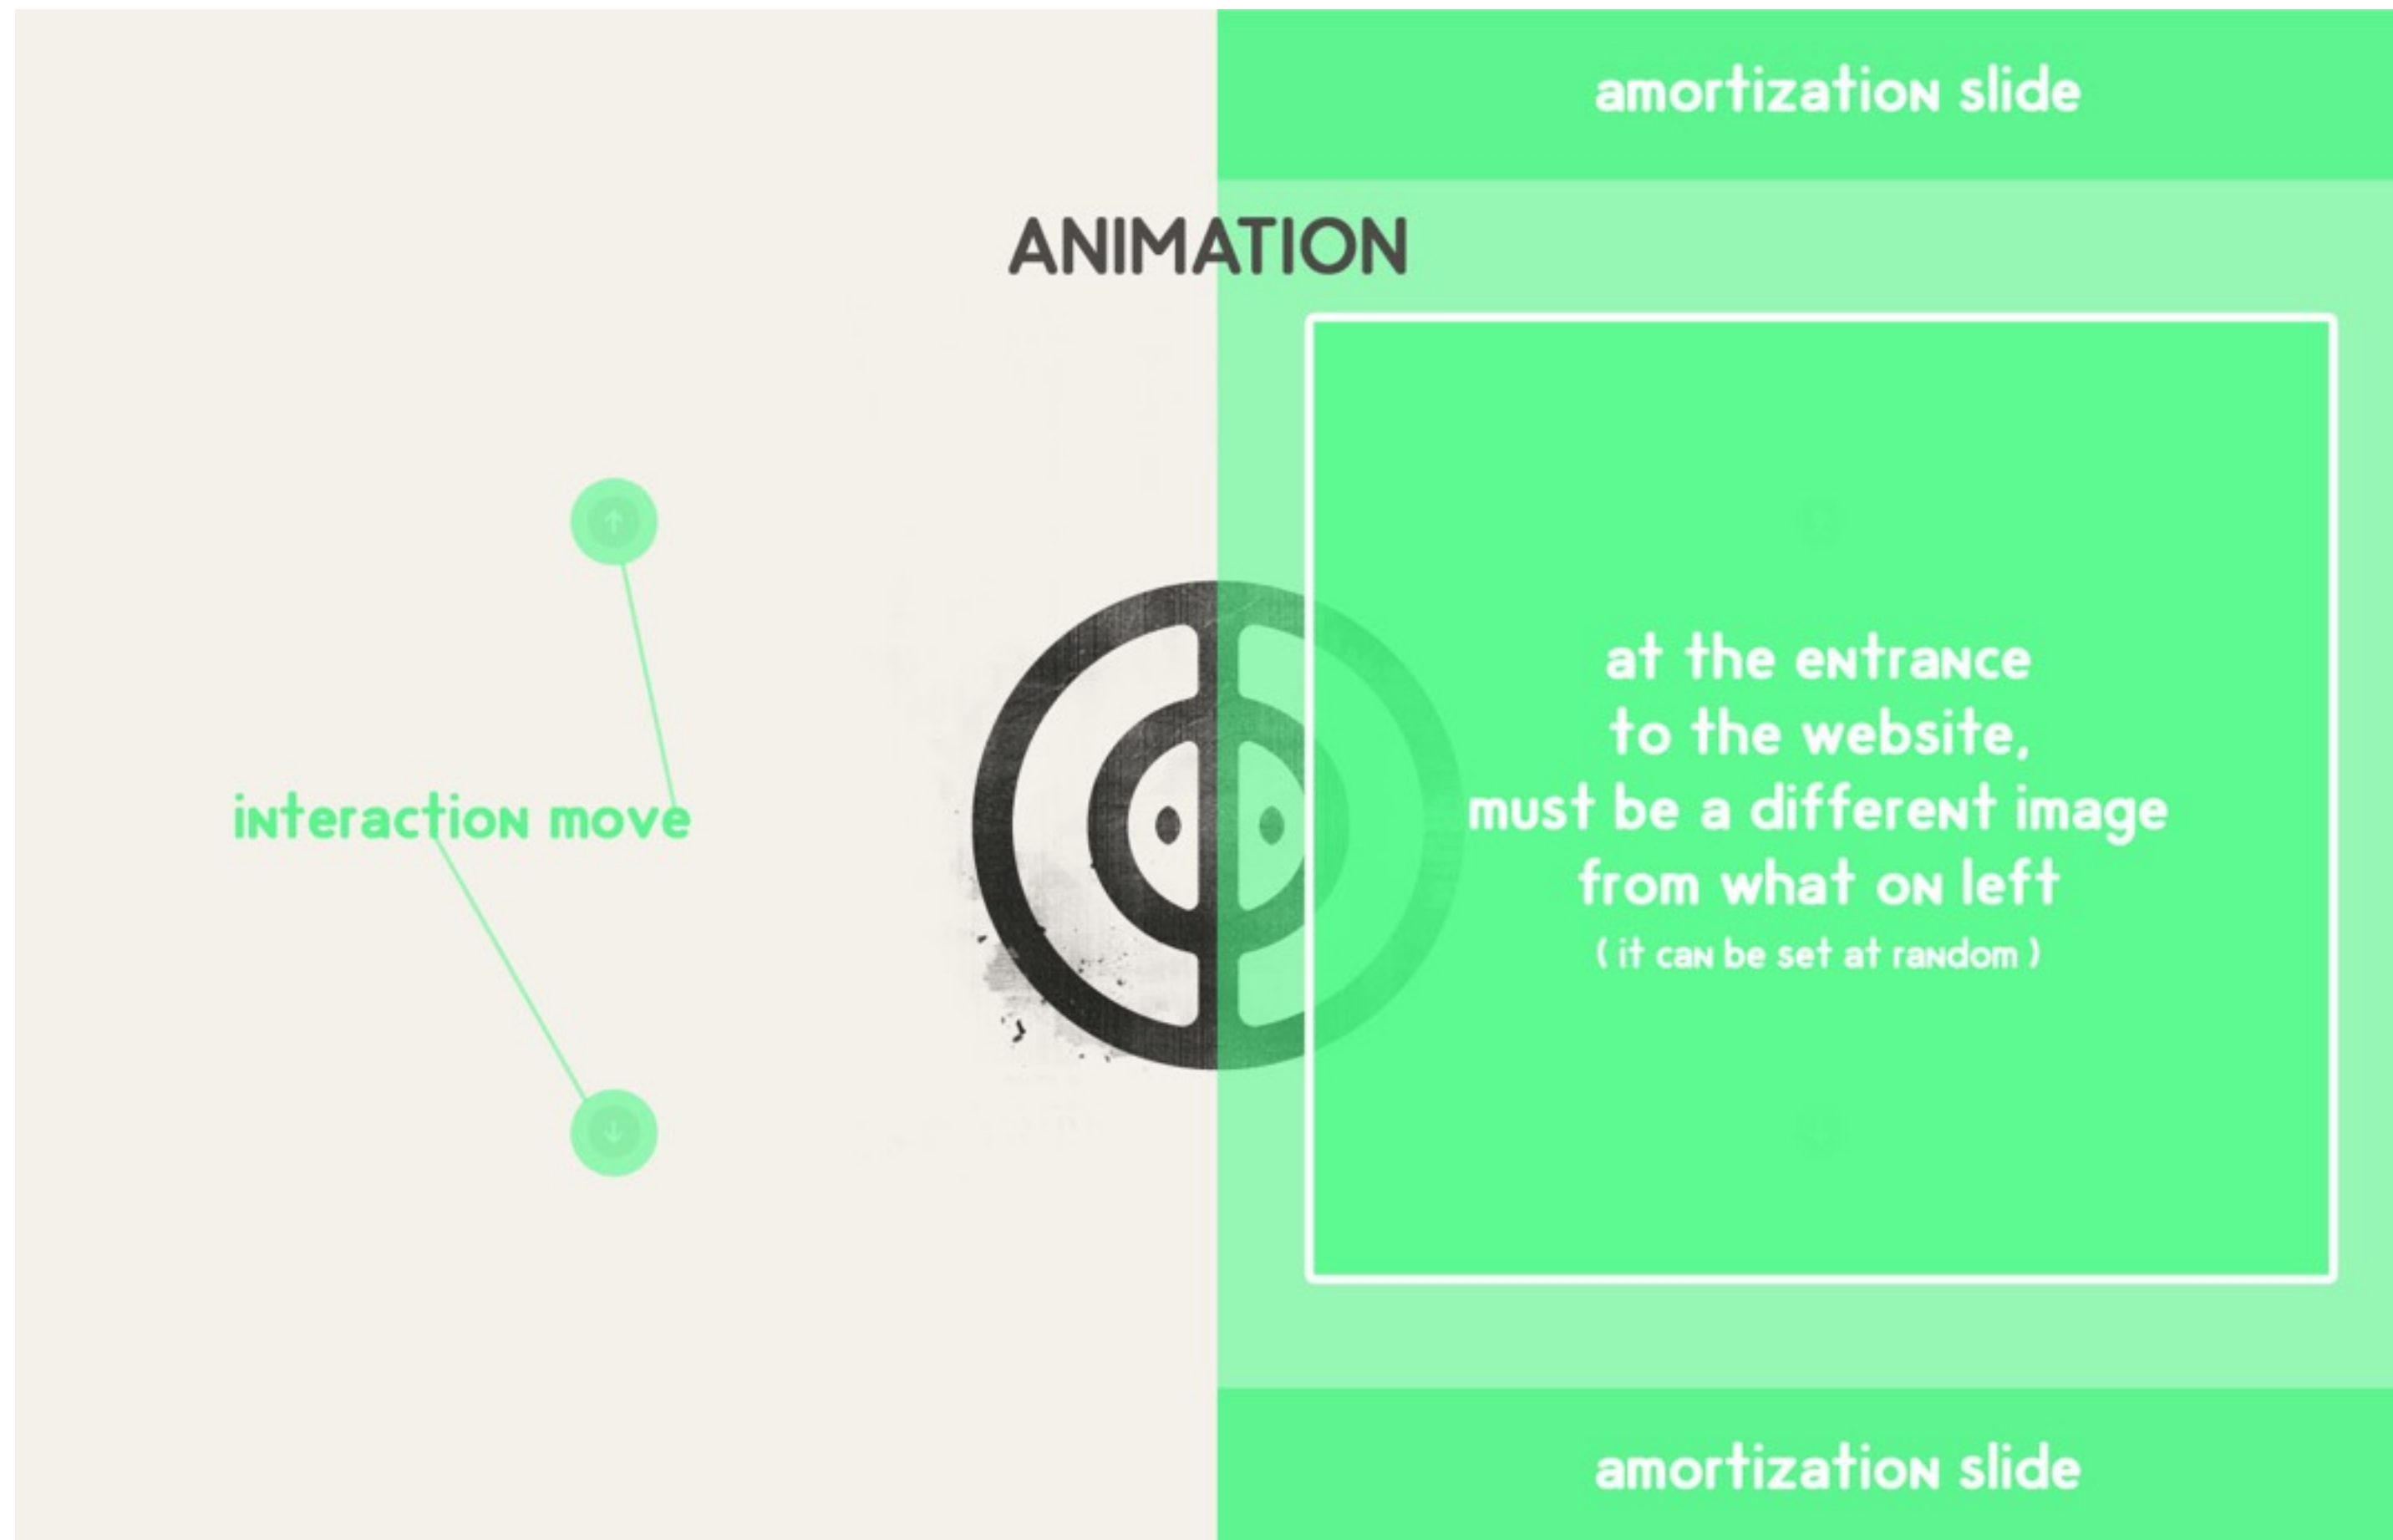 amortization slide
ANIMATION
interaction move
at the entrance
to the website,
must be a different image
from what on left
( it can be set at random )
amortization slide